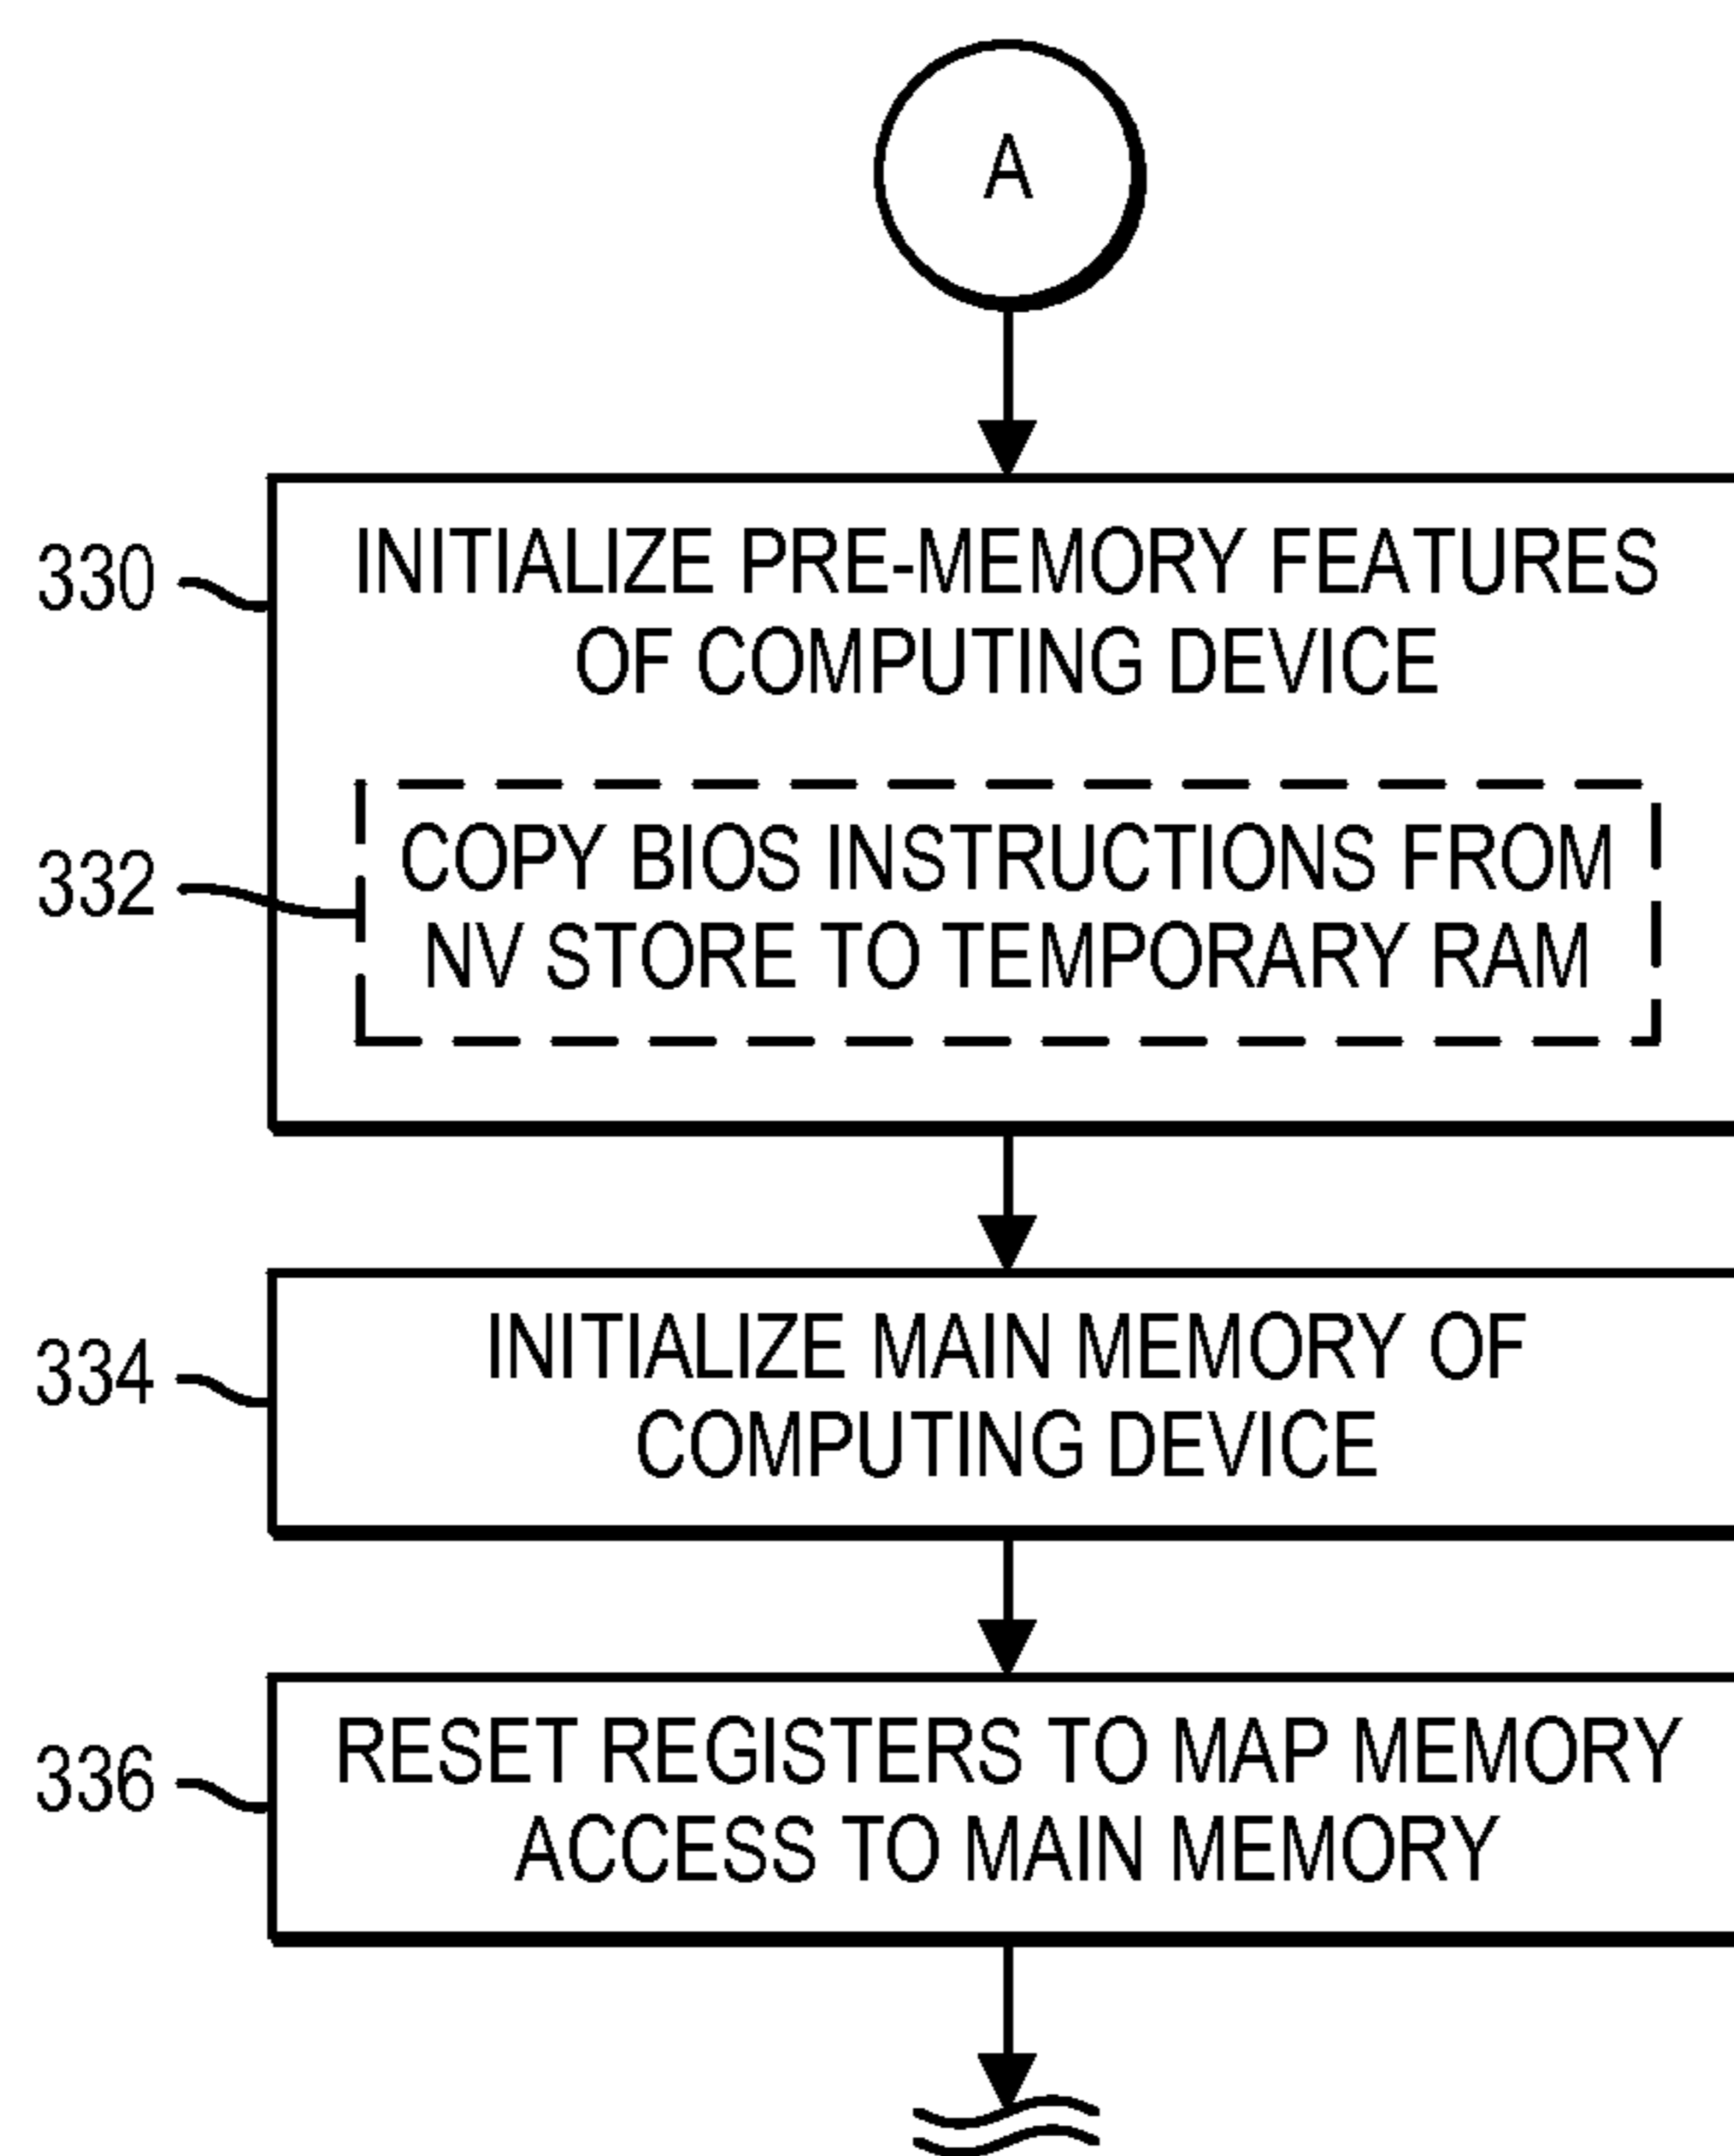 A
330
INITIALIZE PRE-MEMORY FEATURES
OF COMPUTING DEVICE
332
COPY BIOS INSTRUCTIONS FROM
NV STORE TO TEMPORARY RAM
334
INITIALIZE MAIN MEMORY OF
COMPUTING DEVICE
336
RESET REGISTERS TO MAP MEMORY
ACCESS TO MAIN MEMORY